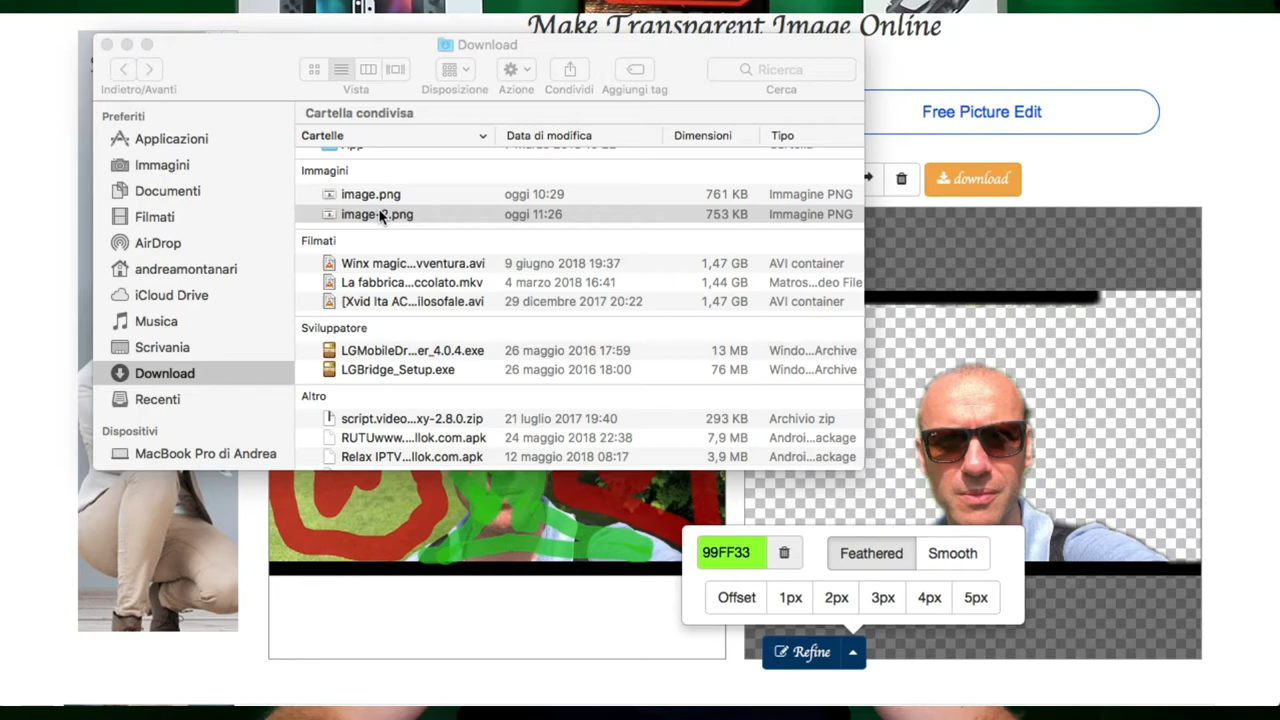 Make Transparent Image Online
Download
Indietro/Avanti
Vista
Disposizione
Azione
Condividi
Aggiungi tag
Ricerca
Cerca
Free Picture Edit
download
Preferiti
Applicazioni
Immagini
Documenti
Filmati
AirDrop
andreamontanari
iCloud Drive
Musica
Scrivania
Download
Recenti
Dispositivi
MacBook Pro di Andrea
Cartella condivisa
Cartelle Data di modifica Dimensioni Tipo
Immagini
image.png oggi 10:29 761 KB Immagine PNG
image-2.png oggi 11:26 753 KB Immagine PNG
Filmati
Winx magic...vventura.avi 9 giugno 2018 19:37 1,47 GB AVI container
La fabbrica...ccolato.mkv 4 marzo 2018 16:41 1,44 GB Matros...deo File
[Xvid Ita AC...ilosofale.avi 29 dicembre 2017 20:22 1,47 GB AVI container
Sviluppatore
LGMobileDr...er_4.0.4.exe 26 maggio 2016 17:59 13 MB Windo...Archive
LGBridge_Setup.exe 26 maggio 2016 18:00 76 MB Windo...Archive
Altro
script.video...xy-2.8.0.zip 21 luglio 2017 19:40 293 KB Archivio zip
RUTUwww....llok.com.apk 24 maggio 2018 22:38 7,9 MB Androi...ackage
Relax IPTV...llok.com.apk 12 maggio 2018 08:17 3,9 MB Androi...ackage
99FF33
Feathered Smooth
Offset 1px 2px 3px 4px 5px
Refine